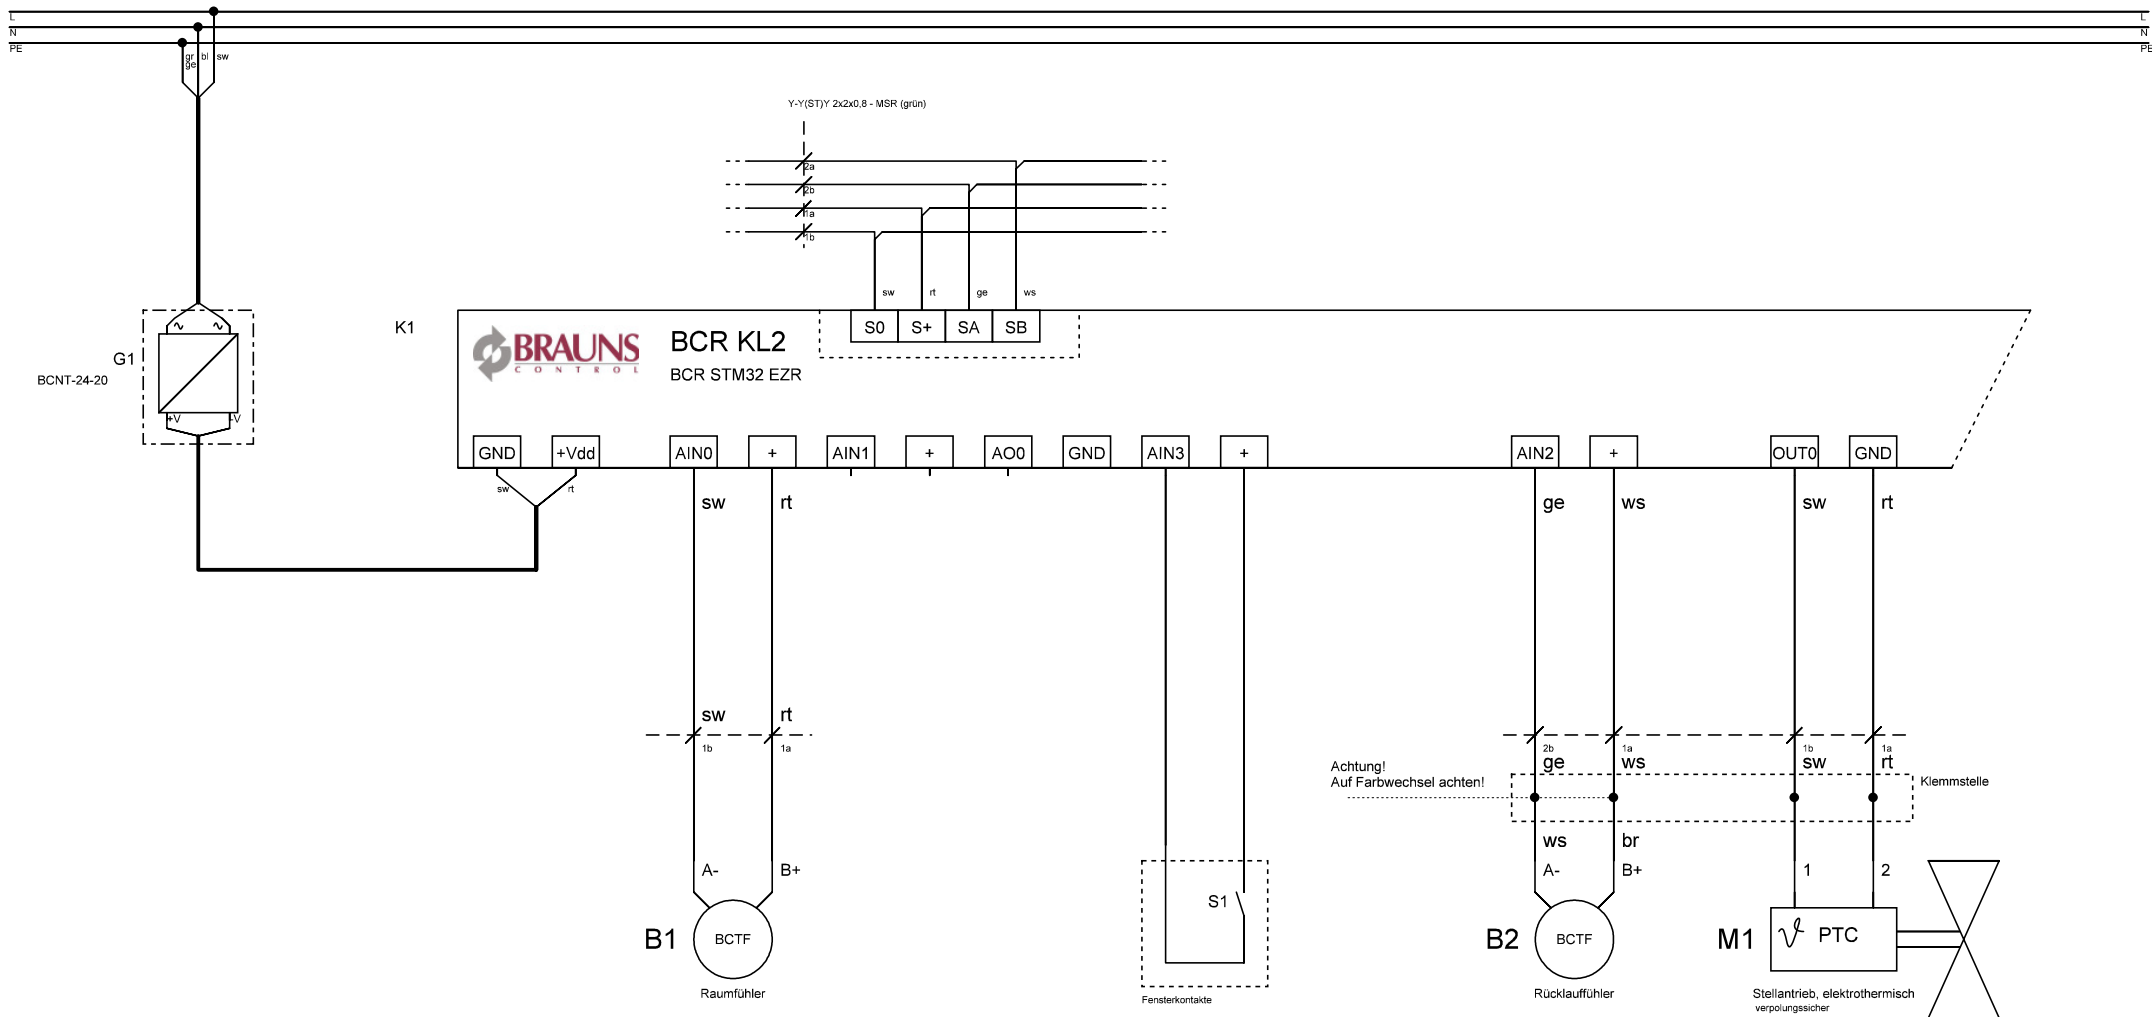 L
L
N
N
PE
PE
gr
ge
bl
sw
Y-Y(ST)Y 2x2x0,8 - MSR (grün)
2a
2b
1a
1b
sw
rt
ge
ws
K1
BRAUNS
CONTROL
BCR KL2
BCR STM32 EZR
S0
S+
SA
SB
G1
BCNT-24-20
~
~
+V
-V
GND
+Vdd
AIN0
+
AIN1
+
AO0
GND
AIN3
+
AIN2
+
OUT0
GND
sw
rt
sw
rt
ge
ws
sw
rt
sw
rt
1b
1a
2b
1a
1b
1a
ge
ws
sw
rt
Achtung!
Auf Farbwechsel achten!
Klemmstelle
ws
br
A-
B+
A-
B+
1
2
S1
B1
BCTF
B2
BCTF
M1
PTC
Raumfühler
Fensterkontakte
Rücklauffühler
Stellantrieb, elektrothermisch
verpolungssicher